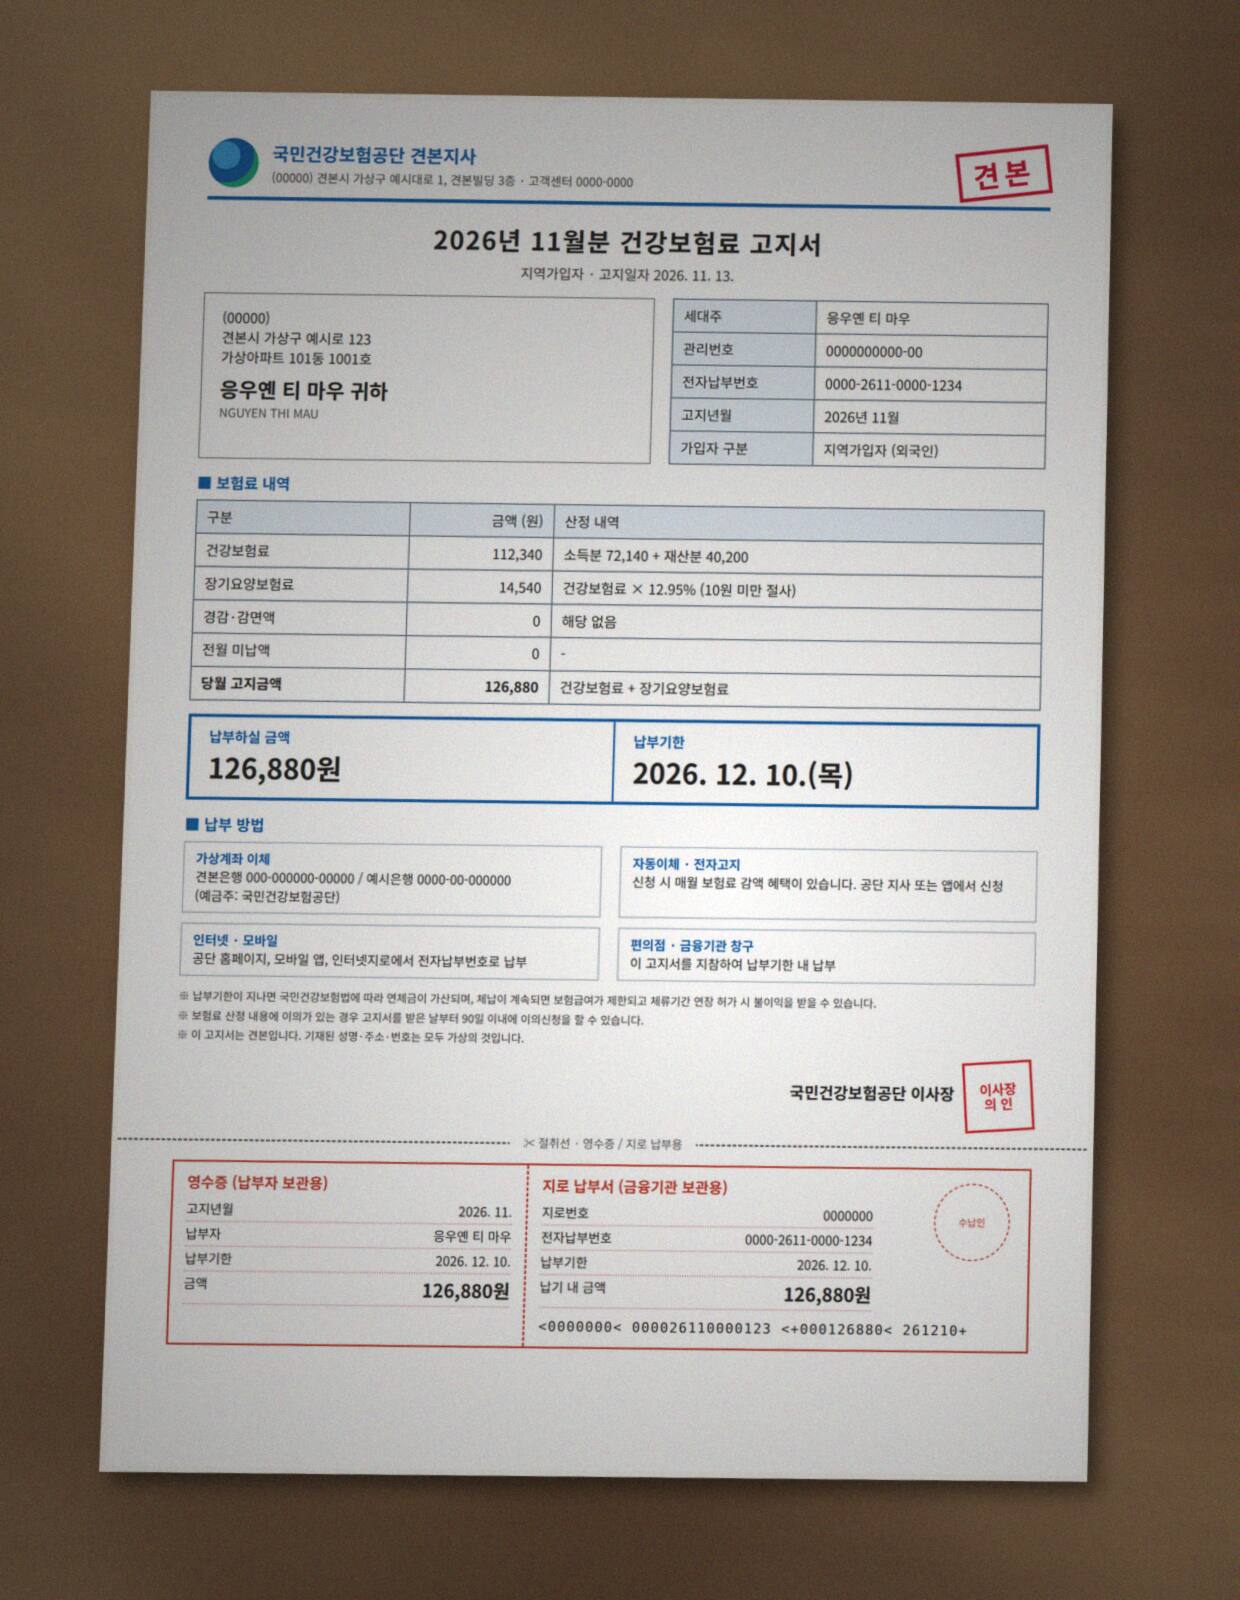 국민건강보험공단 견본지사
(00000) 견본시 가상구 예시대로 1, 견본빌딩 3층 · 고객센터 0000-0000
견본
2026년 11월분 건강보험료 고지서
지역가입자 · 고지일자 2026. 11. 13.
(00000)
견본시 가상구 예시로 123
가상아파트 101동 1001호
응우옌 티 마우 귀하
NGUYEN THI MAU
세대주 응우옌 티 마우
관리번호 0000000000-00
전자납부번호 0000-2611-0000-1234
고지년월 2026년 11월
가입자 구분 지역가입자 (외국인)
■ 보험료 내역
구분 금액 (원) 산정 내역
건강보험료 112,340 소득분 72,140 + 재산분 40,200
장기요양보험료 14,540 건강보험료 × 12.95% (10원 미만 절사)
경감·감면액 0 해당 없음
전월 미납액 0 -
당월 고지금액 126,880 건강보험료 + 장기요양보험료
납부하실 금액
126,880원
납부기한
2026. 12. 10.(목)
■ 납부 방법
가상계좌 이체
견본은행 000-000000-00000 / 예시은행 0000-00-000000
(예금주: 국민건강보험공단)
자동이체 · 전자고지
신청 시 매월 보험료 감액 혜택이 있습니다. 공단 지사 또는 앱에서 신청
인터넷 · 모바일
공단 홈페이지, 모바일 앱, 인터넷지로에서 전자납부번호로 납부
편의점 · 금융기관 창구
이 고지서를 지참하여 납부기한 내 납부
※ 납부기한이 지나면 국민건강보험법에 따라 연체금이 가산되며, 체납이 계속되면 보험급여가 제한되고 체류기간 연장 허가 시 불이익을 받을 수 있습니다.
※ 보험료 산정 내용에 이의가 있는 경우 고지서를 받은 날부터 90일 이내에 이의신청을 할 수 있습니다.
※ 이 고지서는 견본입니다. 기재된 성명·주소·번호는 모두 가상의 것입니다.
국민건강보험공단 이사장
이사장
의 인
✂ 절취선 · 영수증 / 지로 납부용
영수증 (납부자 보관용)
고지년월 2026. 11.
납부자 응우옌 티 마우
납부기한 2026. 12. 10.
금액 126,880원
지로 납부서 (금융기관 보관용)
지로번호 0000000
전자납부번호 0000-2611-0000-1234
납부기한 2026. 12. 10.
납기 내 금액 126,880원
수납인
<0000000< 000026110000123 <+000126880< 261210+